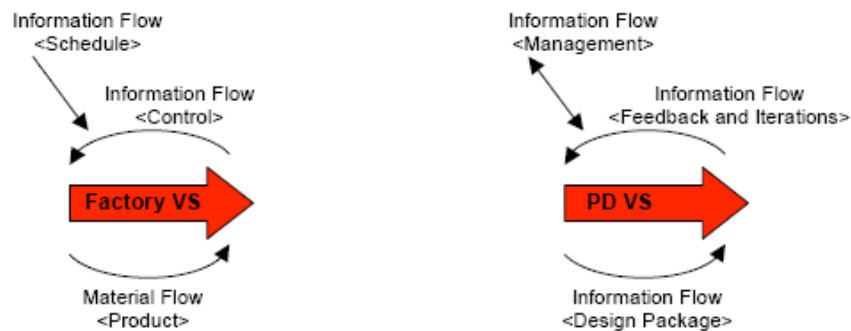 Information Flow
<Schedule>
Information Flow
<Control>
Factory VS
Material Flow
<Product>
Information Flow
<Management>
Information Flow
<Feedback and Iterations>
PD VS
Information Flow
<Design Package>